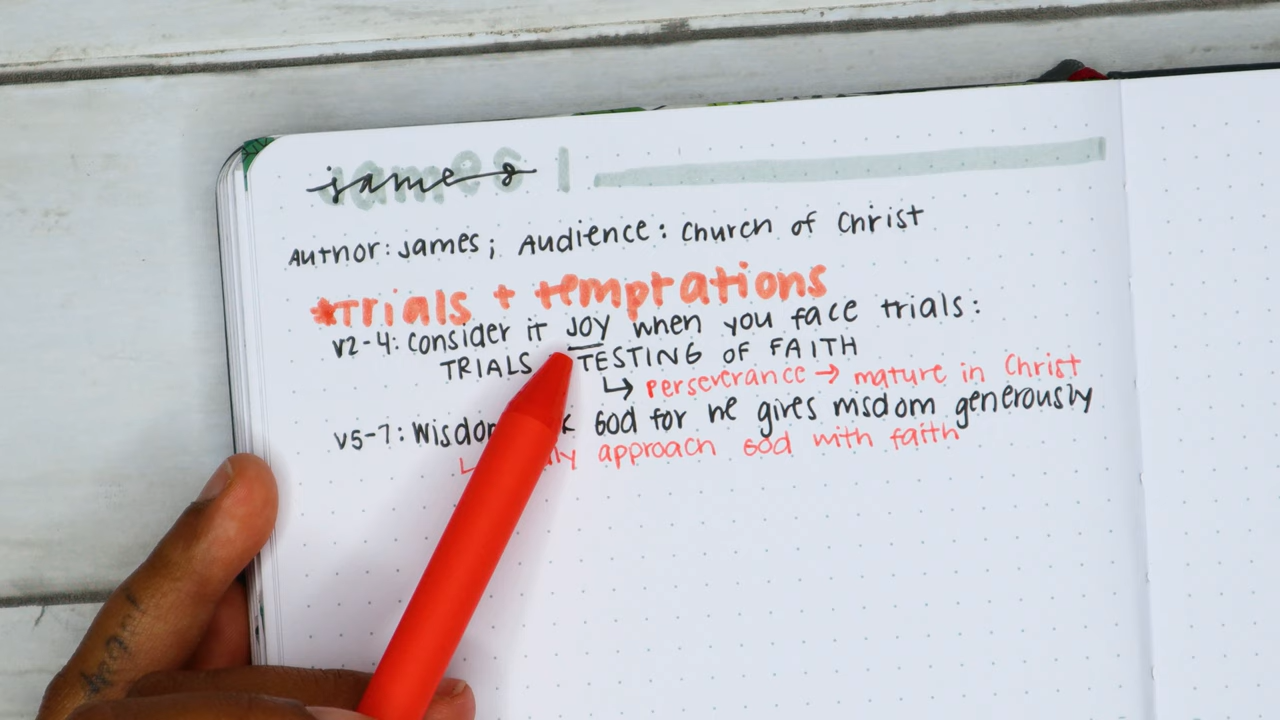 james 1
Author: James; Audience: Church of Christ
*Trials + temptations
v2-4: Consider it JOY when you face trials:
TRIALS TESTING OF FAITH
↳ perseverance → mature in Christ
v5-7: Wisdom God for he gives wisdom generously
↳ approach God with faith